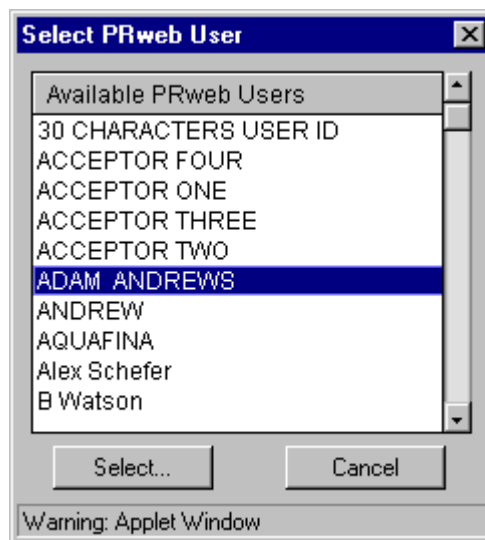 Select PRweb User
Available PRweb Users
30 CHARACTERS USER ID
ACCEPTOR FOUR
ACCEPTOR ONE
ACCEPTOR THREE
ACCEPTOR TWO
ADAM  ANDREWS
ANDREW
AQUAFINA
Alex Schefer
B Watson
Select... Cancel
Warning: Applet Window